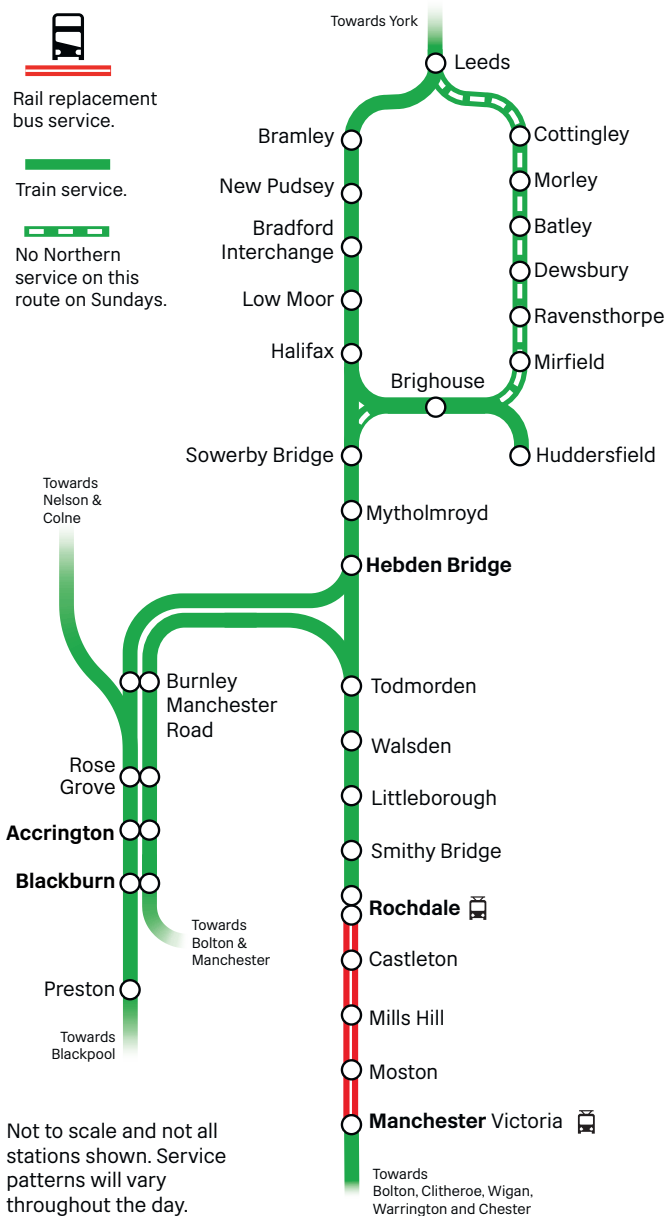 Towards York
Leeds
Rail replacement
bus service.
Train service.
No Northern
service on this
route on Sundays.
Bramley
New Pudsey
Bradford
Interchange
Low Moor
Halifax
Cottingley
Morley
Batley
Dewsbury
Ravensthorpe
Mirfield
Brighouse
Sowerby Bridge
Huddersfield
Mytholmroyd
Hebden Bridge
Towards
Nelson &
Colne
Burnley
Manchester
Road
Todmorden
Rose
Grove
Walsden
Littleborough
Accrington
Smithy Bridge
Blackburn
Rochdale
Towards
Bolton &
Manchester
Castleton
Preston
Mills Hill
Towards
Blackpool
Moston
Manchester Victoria
Not to scale and not all
stations shown. Service
patterns will vary
throughout the day.
Towards
Bolton, Clitheroe, Wigan,
Warrington and Chester